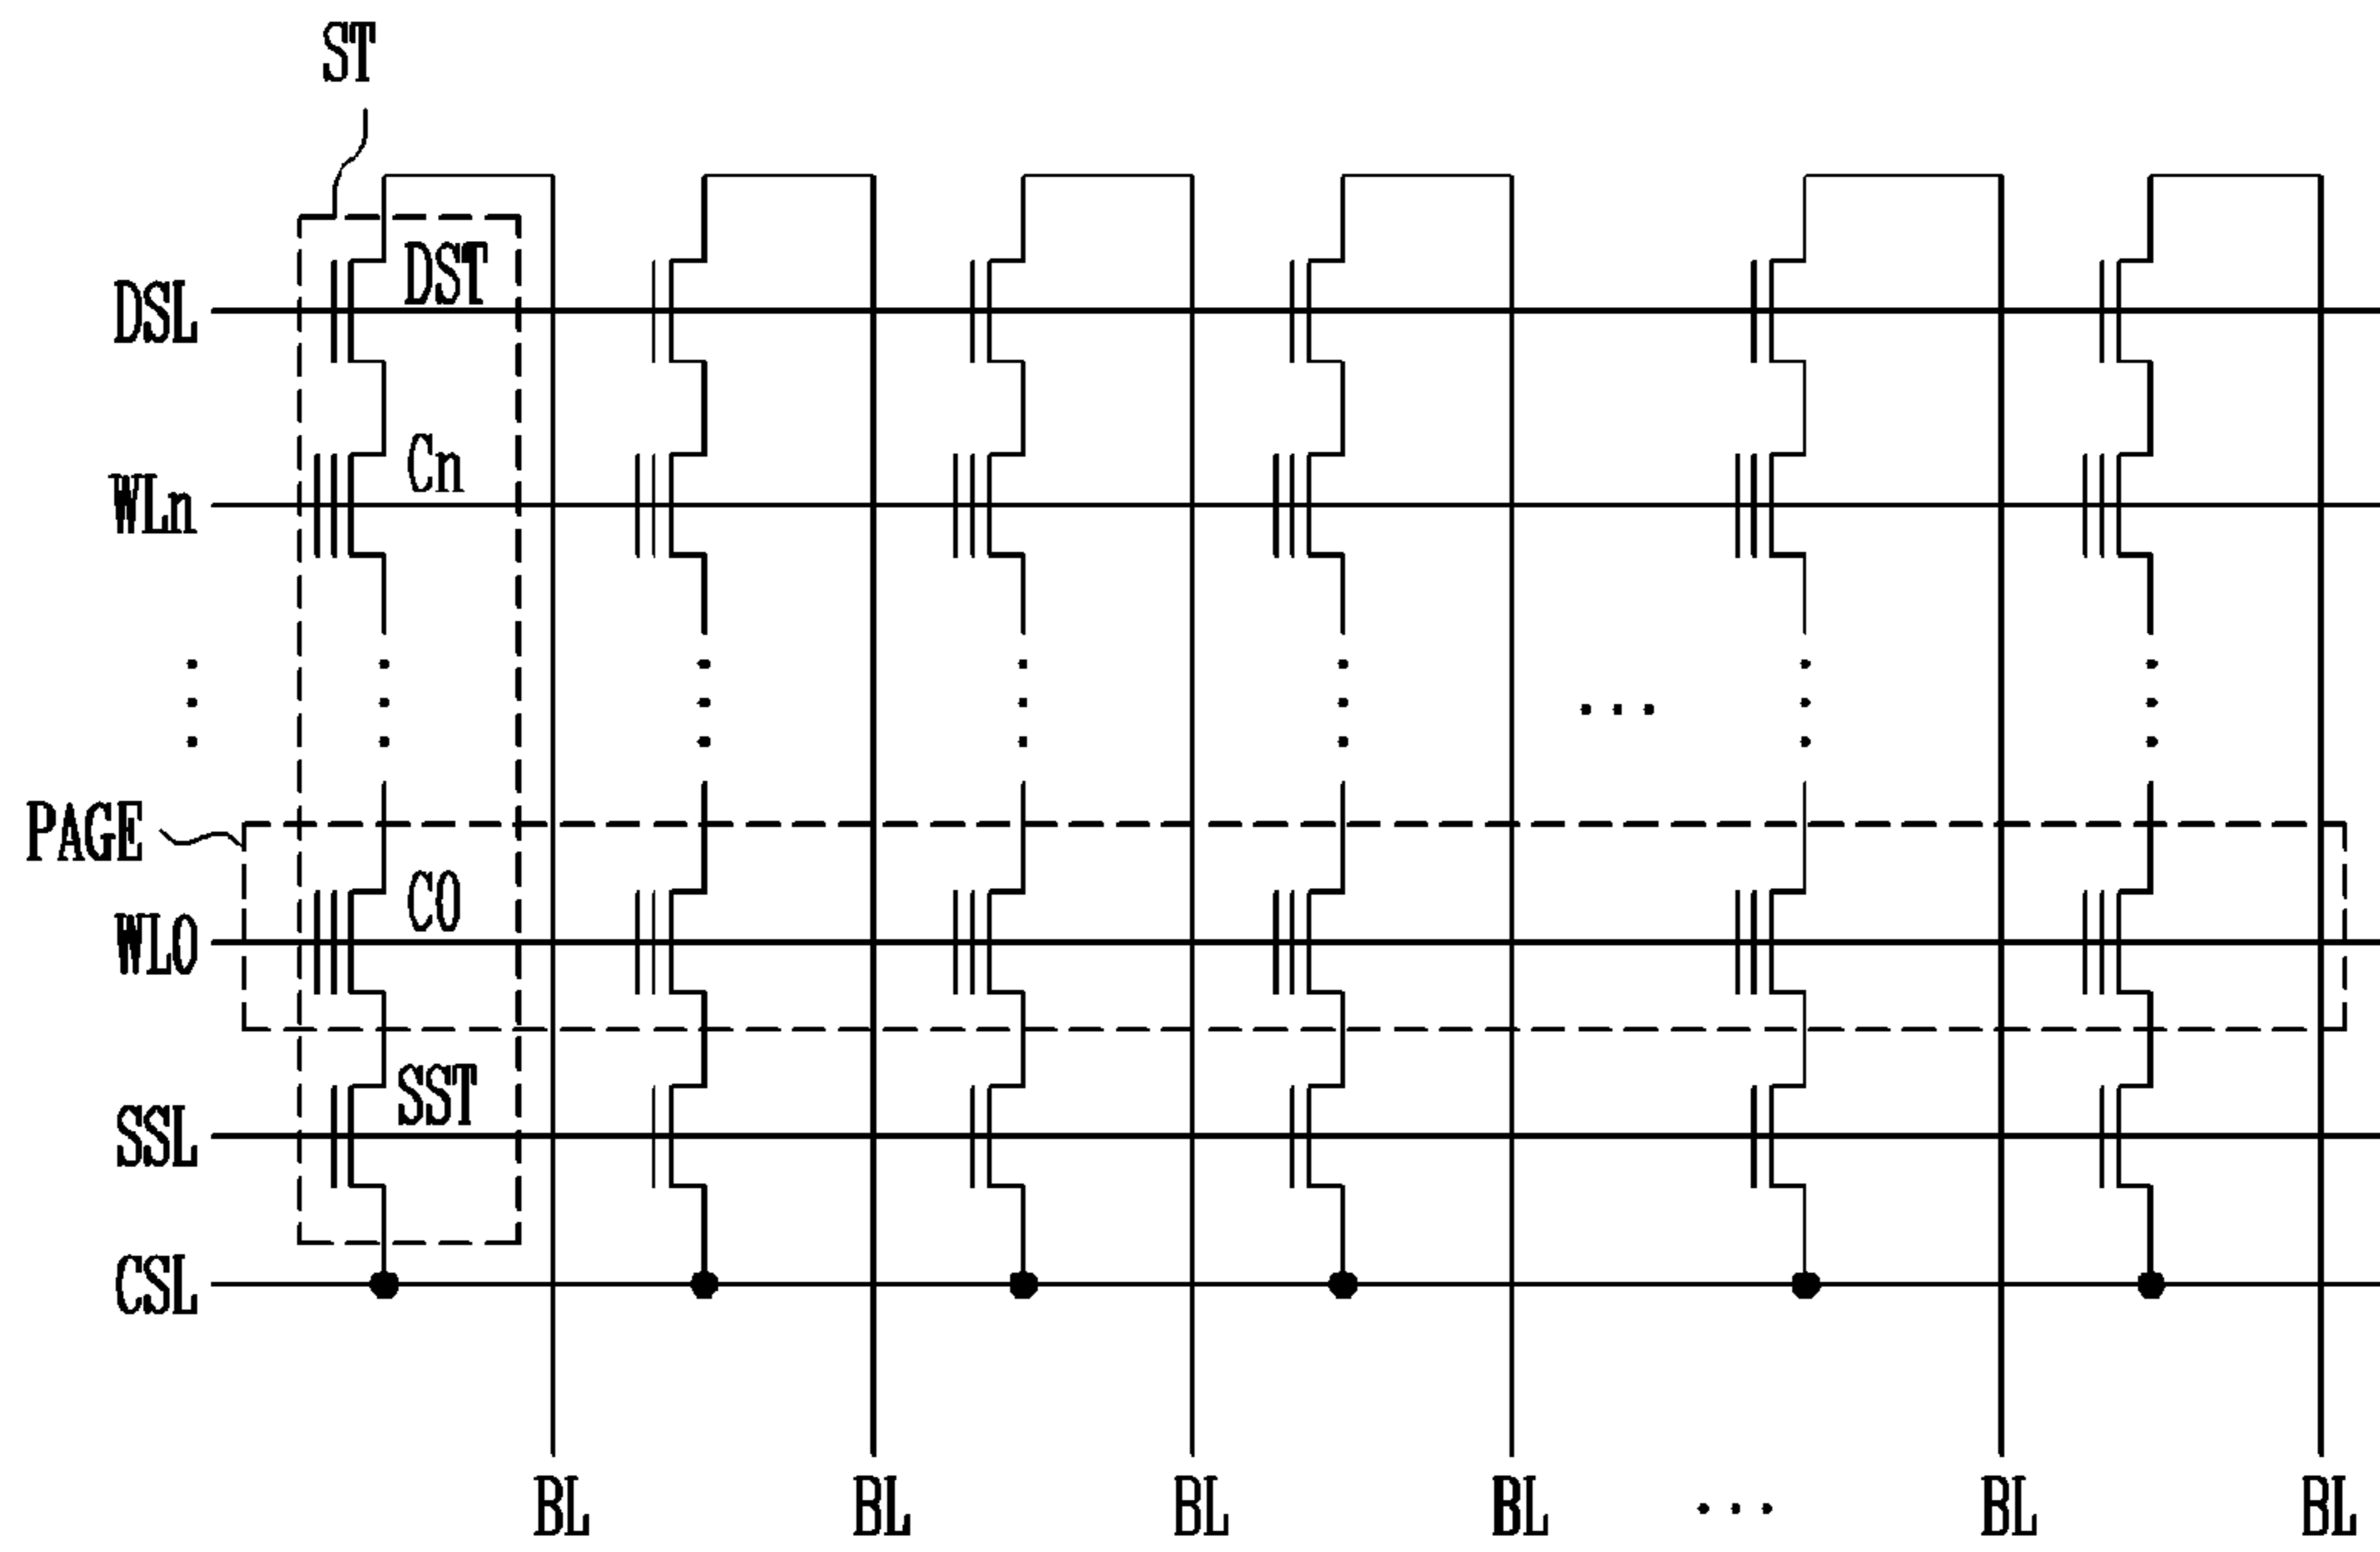 ST
DST
DSL
Cn
WLn
PAGE
C0
WL0
SST
SSL
CSL
BL BL BL BL ... BL BL